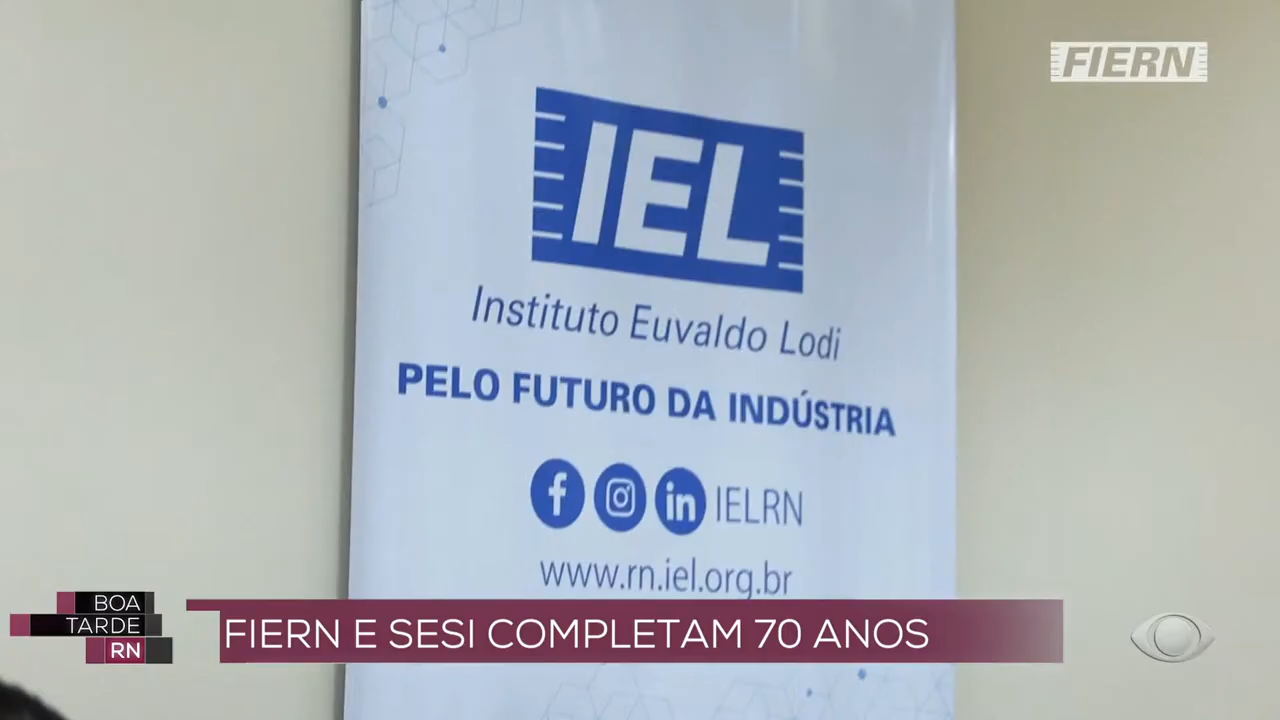 FIERN
IEL
Instituto Euvaldo Lodi
PELO FUTURO DA INDÚSTRIA
f in IELRN
www.rn.iel.org.br
BOA
TARDE
RN
FIERN E SESI COMPLETAM 70 ANOS